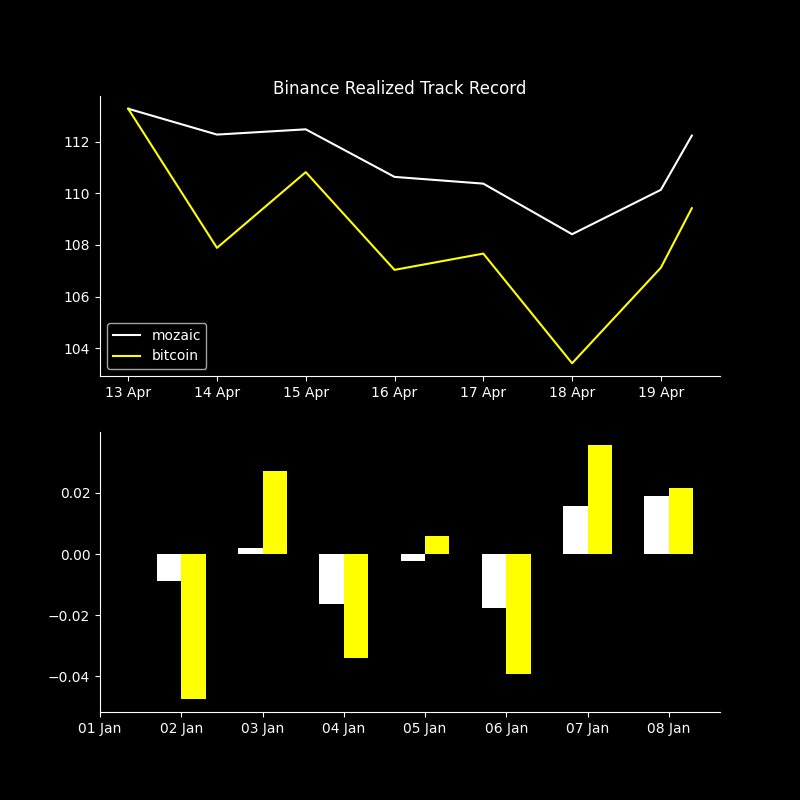 Binance Realized Track Record
112
110
108
106
104
mozaic
bitcoin
13 Apr 14 Apr 15 Apr 16 Apr 17 Apr 18 Apr 19 Apr
0.02
0.00
−0.02
−0.04
01 Jan 02 Jan 03 Jan 04 Jan 05 Jan 06 Jan 07 Jan 08 Jan